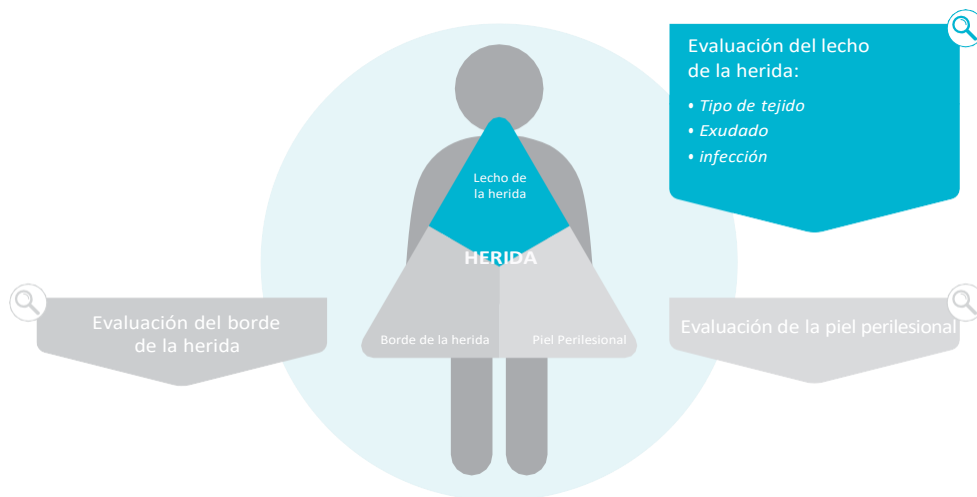 Evaluación del lecho
de la herida:
• Tipo de tejido
• Exudado
• infección
Lecho de
la herida
HERIDA
Borde de la herida
Piel Perilesional
Evaluación del borde
de la herida
Evaluación de la piel perilesional